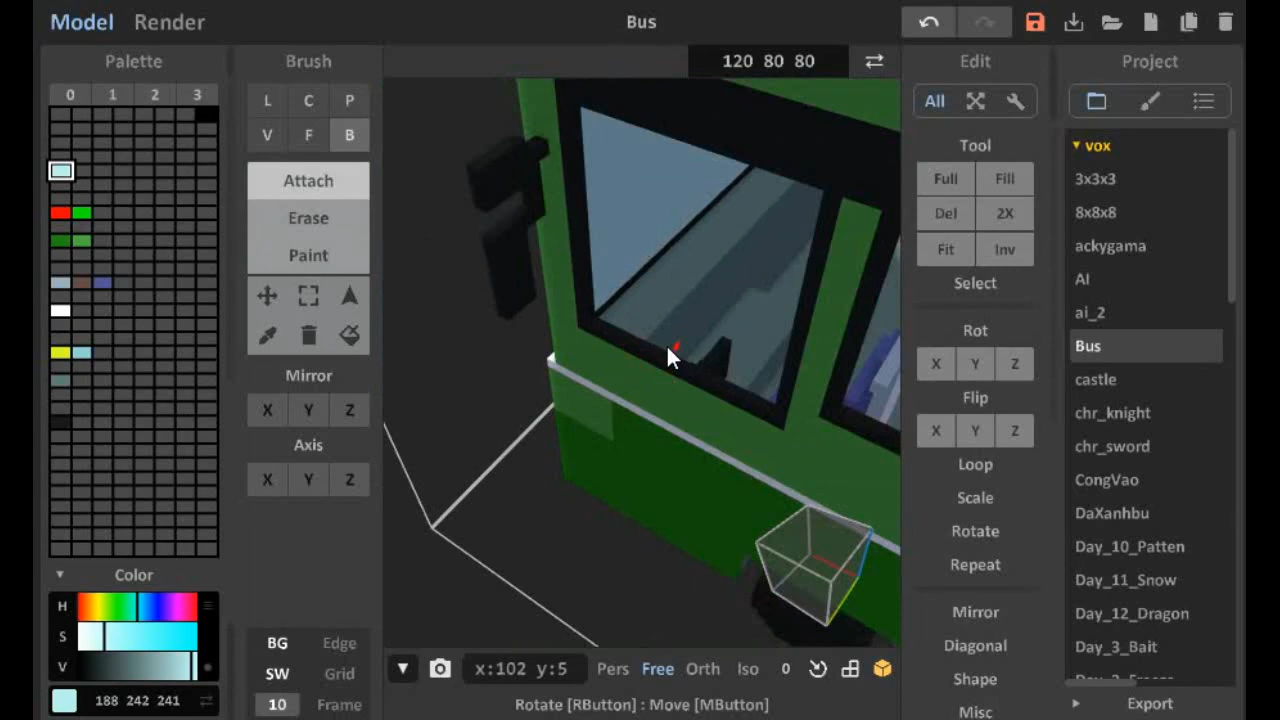 Model Render
Bus
Palette
0 1 2 3
Color
H
S
V
188 242 241
Brush
L C P
V F B
Attach
Erase
Paint
Mirror
X Y Z
Axis
X Y Z
BG Edge
SW Grid
10 Frame
120 80 80
x:102 y:5 Pers Free Orth Iso 0
Rotate [RButton] : Move [MButton]
Edit
All
Tool
Full Fill
Del 2X
Fit Inv
Select
Rot
X Y Z
Flip
X Y Z
Loop
Scale
Rotate
Repeat
Mirror
Diagonal
Shape
Misc
Project
vox
3x3x3
8x8x8
ackygama
AI
ai_2
Bus
castle
chr_knight
chr_sword
CongVao
DaXanhbu
Day_10_Patten
Day_11_Snow
Day_12_Dragon
Day_3_Bait
Export